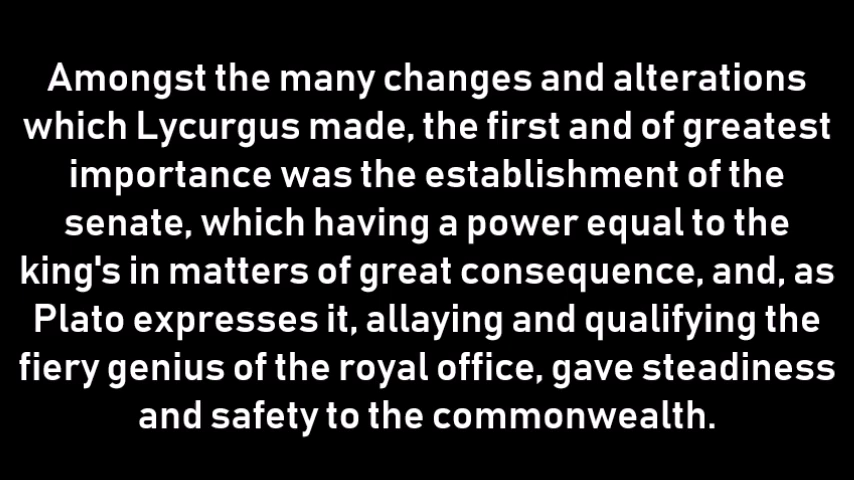 Amongst the many changes and alterations
which Lycurgus made, the first and of greatest
importance was the establishment of the
senate, which having a power equal to the
king's in matters of great consequence, and, as
Plato expresses it, allaying and qualifying the
fiery genius of the royal office, gave steadiness
and safety to the commonwealth.